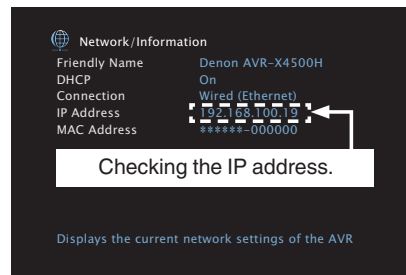 Network/Information
Friendly Name Denon AVR-X4500H
DHCP On
Connection Wired (Ethernet)
IP Address 192.168.100.19
MAC Address ******-000000
Checking the IP address.
Displays the current network settings of the AVR